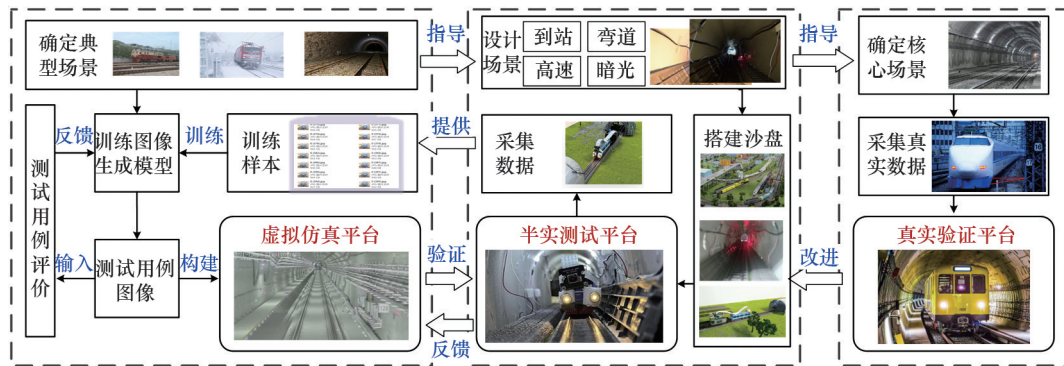 确定典
型场景
指导
设计
场景
到站
弯道
高速
暗光
指导
确定核
心场景
测试用例评价
反馈
训练图像
生成模型
训练
训练
样本
提供
采集
数据
搭建沙盘
采集真
实数据
输入
测试用例
图像
构建
虚拟仿真平台
验证
反馈
半实测试平台
改进
真实验证平台